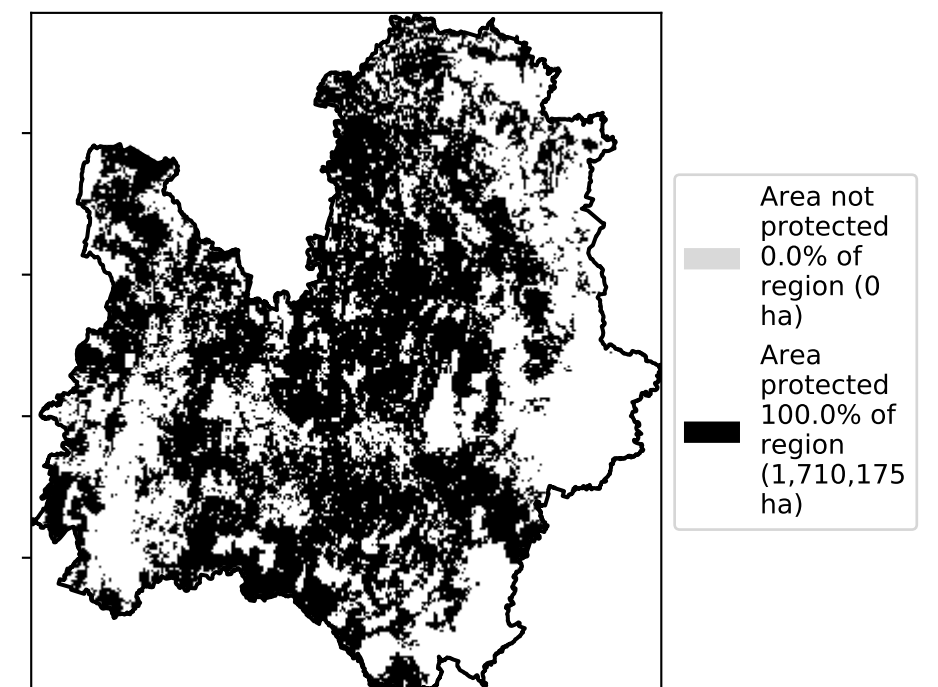 Area not
protected
0.0% of
region (0
ha)
Area
protected
100.0% of
region
(1,710,175
ha)